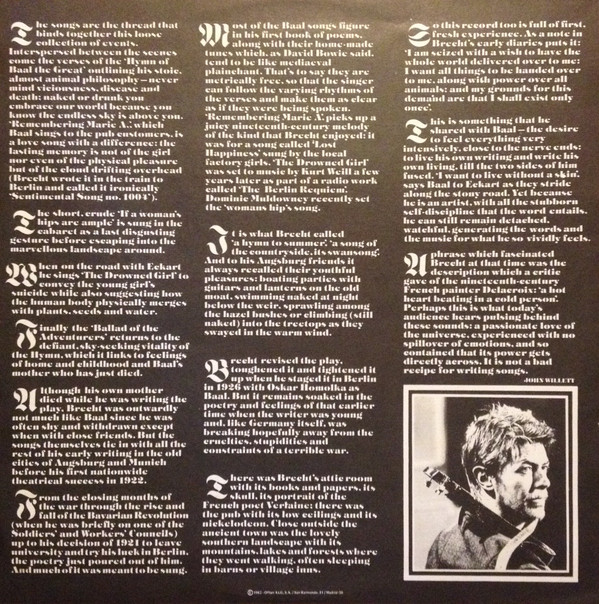 The songs are the thread that
binds together this loose
collection of events.
Interspersed between the scenes
come the verses of the 'Hymn of
Baal the Great' outlining his stoic,
almost animal philosophy – never
mind viciousness, disease and
death; naked or drunk you
embrace our world because you
know the endless sky is above you.
'Remembering Marie A.', which
Baal sings to the pub customers, is
a love song with a difference: the
lasting memory is not of the girl
nor even of the physical pleasure
but of the cloud drifting overhead
(Brecht wrote it in the train to
Berlin and called it ironically
'Sentimental Song no. 1004').
The short, crude 'If a woman's
hips are ample' is sung in the
cabaret as a last disgusting
gesture before escaping into the
marvellous landscape around.
When on the road with Eckart
he sings 'The Drowned Girl' to
convey the young girl's
suicide while also suggesting how
the human body physically merges
with plants, seeds and water.
Finally the 'Ballad of the
Adventurers' returns to the
defiant, sky-seeking vitality of
the Hymn, which it links to feelings
of home and childhood and Baal's
mother who has just died.
Although his own mother
died while he was writing the
play, Brecht was outwardly
not much like Baal since he was
often shy and withdrawn except
when with close friends. But the
songs themselves tie in with all the
rest of his early writing in the old
cities of Augsburg and Munich
before his first nationwide
theatrical success in 1922.
From the closing months of
the war through the rise and
fall of the Bavarian Revolution
(when he was briefly on one of the
Soldiers' and Workers' Councils)
up to his decision of 1921 to leave
university and try his luck in Berlin,
the poetry just poured out of him.
And much of it was meant to be sung.
Most of the Baal songs figure
in his first book of poems,
along with their home-made
tunes which, as David Bowie said,
tend to be like mediaeval
plainchant. That's to say they are
metrically free, so that the singer
can follow the varying rhythms of
the verses and make them as clear
as if they were being spoken.
'Remembering Marie A.' picks up a
juicy nineteenth-century melody
of the kind that Brecht enjoyed; it
was for a song called 'Lost
Happiness' sung by the local
factory girls. 'The Drowned Girl'
was set to music by Kurt Weill a few
years later as part of a radio work
called 'The Berlin Requiem'.
Dominic Muldowney recently set
the 'womans hip's song.
It is what Brecht called
'a hymn to summer', 'a song of
the countryside, its swansong'.
And to his Augsburg friends it
always recalled their youthful
pleasures; boating parties with
guitars and lanterns on the old
moat, swimming naked at night
below the weir, sprawling among
the hazel bushes or climbing (still
naked) into the treetops as they
swayed in the warm wind.
Brecht revised the play,
toughened it and tightened it
up when he staged it in Berlin
in 1926 with Oskar Homolka as
Baal. But it remains soaked in the
poetry and feelings of that earlier
time when the writer was young
and, like Germany itself, was
breaking hopefully away from the
cruelties, stupidities and
constraints of a terrible war.
There was Brecht's attic room
with its books and papers, its
skull, its portrait of the
French poet Verlaine; there was
the pub with its low ceilings and its
nickelodeon. Close outside the
ancient town was the lovely
southern landscape with its
mountains, lakes and forests where
they went walking, often sleeping
in barns or village inns.
So this record too is full of first,
fresh experience. As a note in
Brecht's early diaries puts it:
'I am seized with a wish to have the
whole world delivered over to me;
I want all things to be handed over
to me, along with power over all
animals; and my grounds for this
demand are that I shall exist only
once'.
This is something that he
shared with Baal – the desire
to feel everything very
intensively, close to the nerve ends;
to live his own writing and write his
own living, till the two sides of him
fused. 'I want to live without a skin',
says Baal to Eckart as they stride
along the stony road. Yet because
he is an artist, with all the stubborn
self-discipline that the word entails,
he can still remain detached,
watchful, generating the words and
the music for what he so vividly feels.
A phrase which fascinated
Brecht at that time was the
description which a critic
gave of the nineteenth-century
French painter Delacroix: 'a hot
heart beating in a cold person'.
Perhaps this is what today's
audience hears pulsing behind
these sounds; a passionate love of
the universe, experienced with no
spillover of emotions, and so
contained that its power gets
directly across. It is not a bad
recipe for writing songs.
JOHN WILLETT